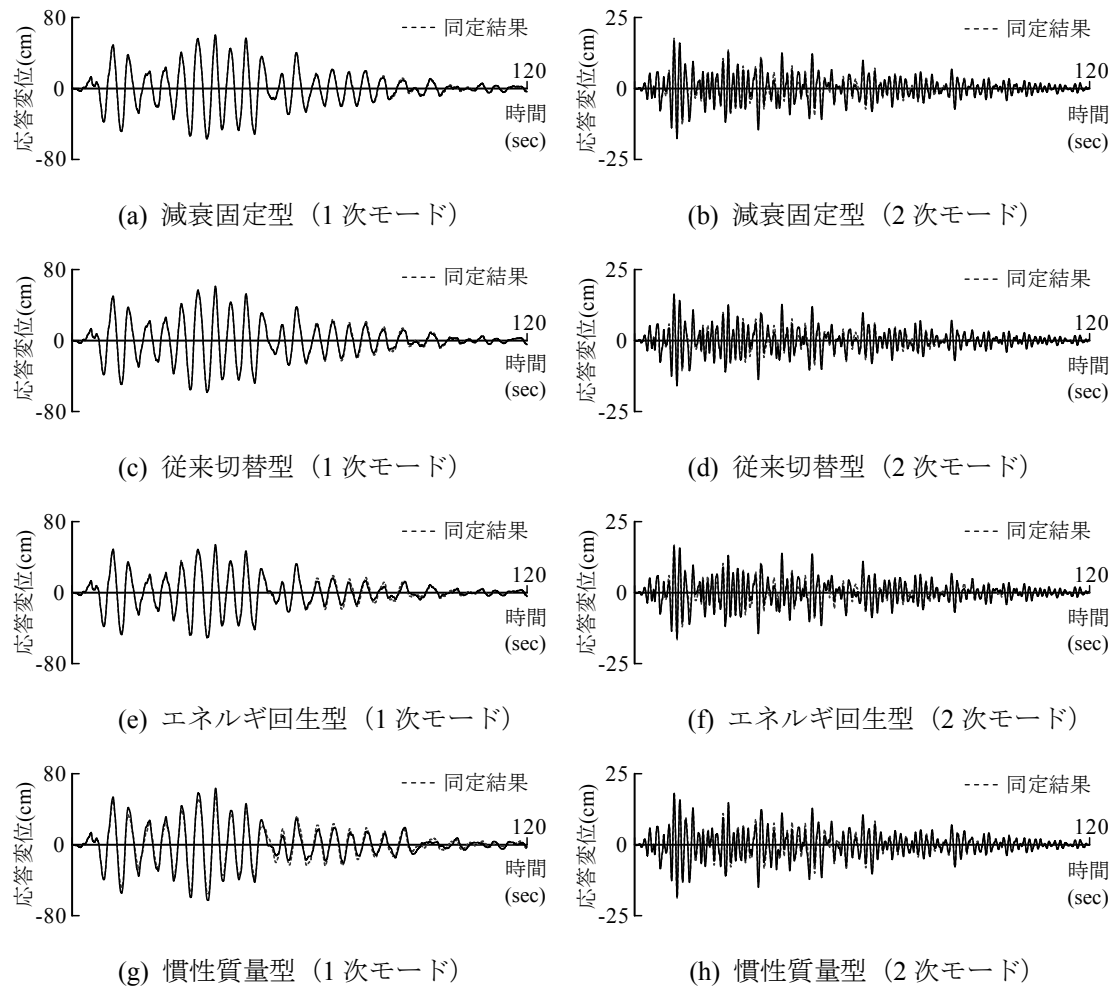 80
応答変位(cm)
0
-80
---- 同定結果
120
時間
(sec)
(a) 減衰固定型（1 次モード）
25
応答変位(cm)
0
-25
---- 同定結果
120
時間
(sec)
(b) 減衰固定型（2 次モード）
80
応答変位(cm)
0
-80
---- 同定結果
120
時間
(sec)
(c) 従来切替型（1 次モード）
25
応答変位(cm)
0
-25
---- 同定結果
120
時間
(sec)
(d) 従来切替型（2 次モード）
80
応答変位(cm)
0
-80
---- 同定結果
120
時間
(sec)
(e) エネルギ回生型（1 次モード）
25
応答変位(cm)
0
-25
---- 同定結果
120
時間
(sec)
(f) エネルギ回生型（2 次モード）
80
応答変位(cm)
0
-80
---- 同定結果
120
時間
(sec)
(g) 慣性質量型（1 次モード）
25
応答変位(cm)
0
-25
---- 同定結果
120
時間
(sec)
(h) 慣性質量型（2 次モード）